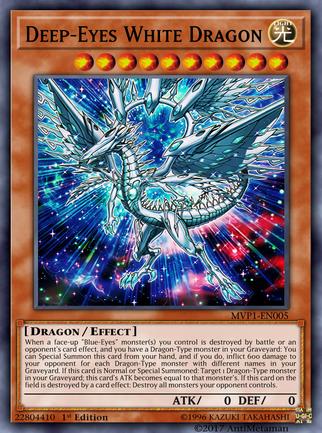 DEEP-EYES WHITE DRAGON
LIGHT
光
MVP1-EN005
[DRAGON / EFFECT]
When a face-up "Blue-Eyes" monster(s) you control is destroyed by battle or an
opponent's card effect, and you have a Dragon-Type monster in your Graveyard: You
can Special Summon this card from your hand, and if you do, inflict 600 damage to
your opponent for each Dragon-Type Monster with different names in your
Graveyard. If this card is Normal or Special Summoned: Target 1 Dragon-Type monster
in your Graveyard; this card's ATK becomes equal to that monster's. If this card on the
field is destroyed by a card effect: Destroy all monsters your opponent controls.
ATK/ 0 DEF/ 0
22804410 1st Edition ©1996 KAZUKI TAKAHASHI
©2017 AntiMetaman